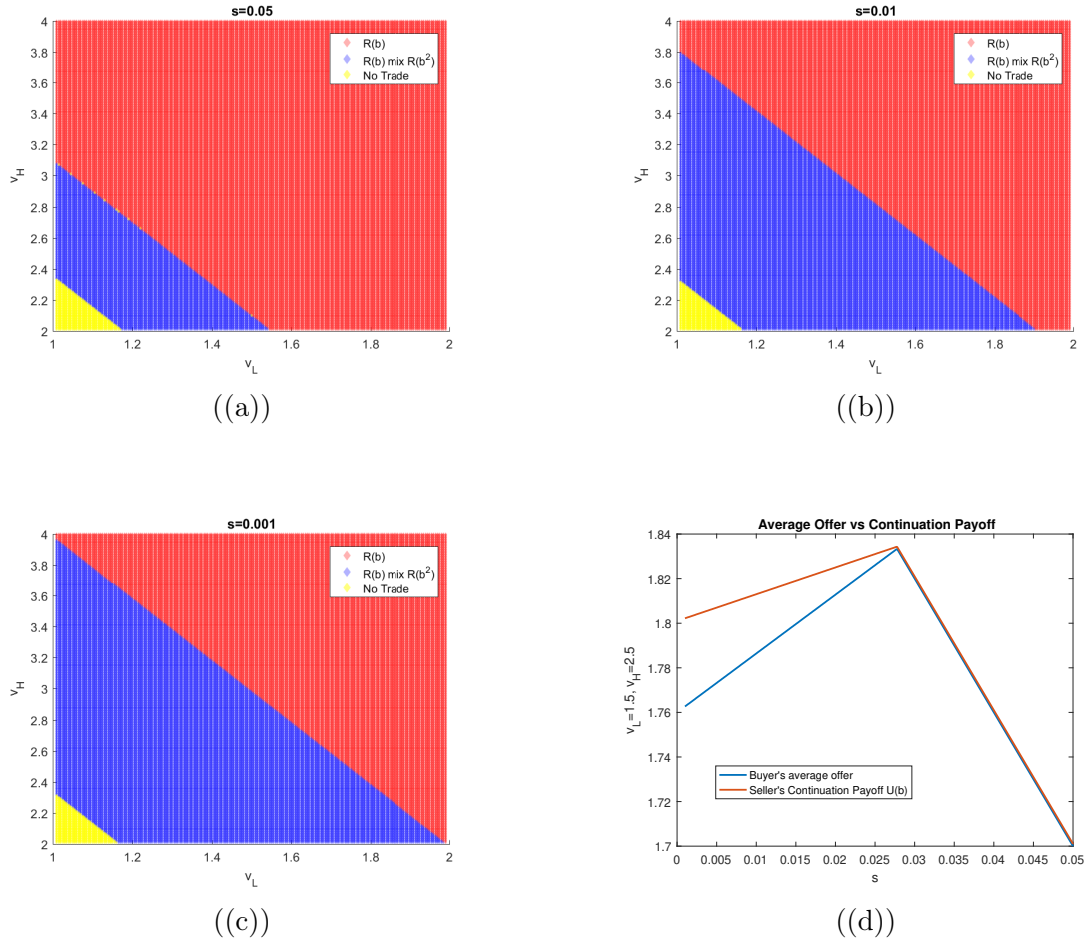 s=0.05
4
3.8
3.6
3.4
3.2
3
2.8
2.6
2.4
2.2
2
v_H
R(b)
R(b) mix R(b²)
No Trade
1 1.2 1.4 1.6 1.8 2
v_L
((a))
s=0.01
4
3.8
3.6
3.4
3.2
3
2.8
2.6
2.4
2.2
2
v_H
R(b)
R(b) mix R(b²)
No Trade
1 1.2 1.4 1.6 1.8 2
v_L
((b))
s=0.001
4
3.8
3.6
3.4
3.2
3
2.8
2.6
2.4
2.2
2
v_H
R(b)
R(b) mix R(b²)
No Trade
1 1.2 1.4 1.6 1.8 2
v_L
((c))
Average Offer vs Continuation Payoff
1.84
1.82
1.8
1.78
1.76
1.74
1.72
1.7
v_L=1.5, v_H=2.5
Buyer's average offer
Seller's Continuation Payoff U(b)
0 0.005 0.01 0.015 0.02 0.025 0.03 0.035 0.04 0.045 0.05
s
((d))